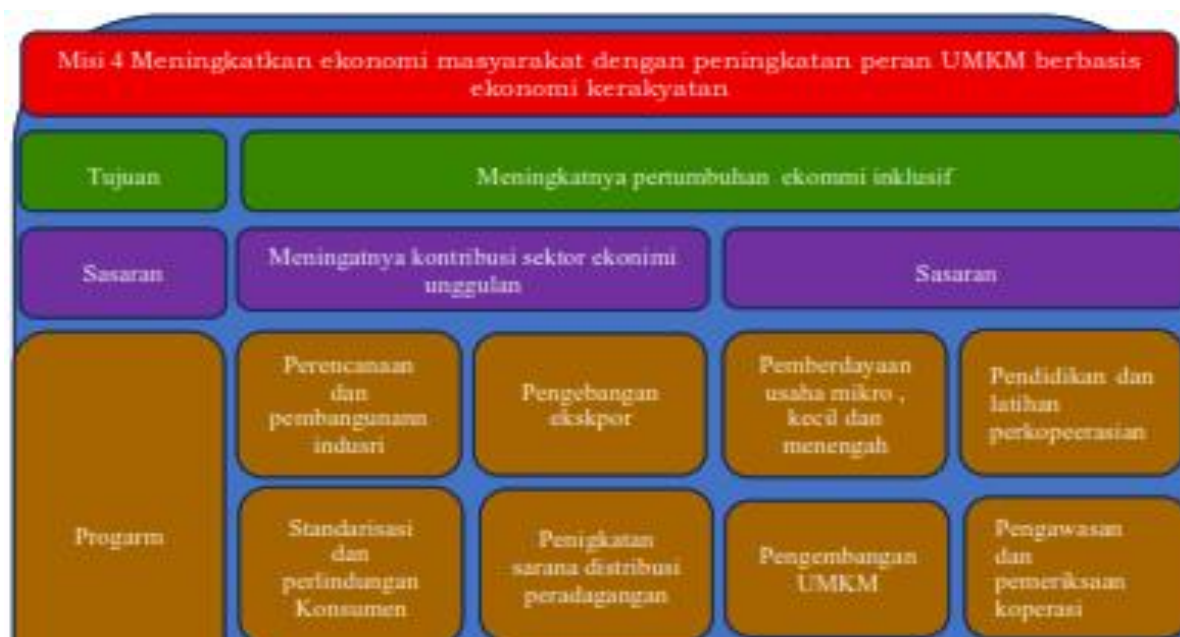 Misi 4 Meningkatkan ekonomi masyarakat dengan peningkatan peran UMKM berbasis
ekonomi kerakyatan
Tujuan
Meningkatnya pertumbuhan ekommi inklusif
Sasaran
Meningatnya kontribusi sektor ekonimi
unggulan
Sasaran
Progarm
Perencanaan
dan
pembangunann
indusri
Pengebangan
ekskpor
Pemberdayaan
usaha mikro ,
kecil dan
menengah
Pendidikan dan
latihan
perkopeerasian
Standarisasi
dan
perlindungan
Konsumen
Penigkatan
sarana distribusi
peradagangan
Pengembangan
UMKM
Pengawasan
dan
pemeriksaan
koperasi